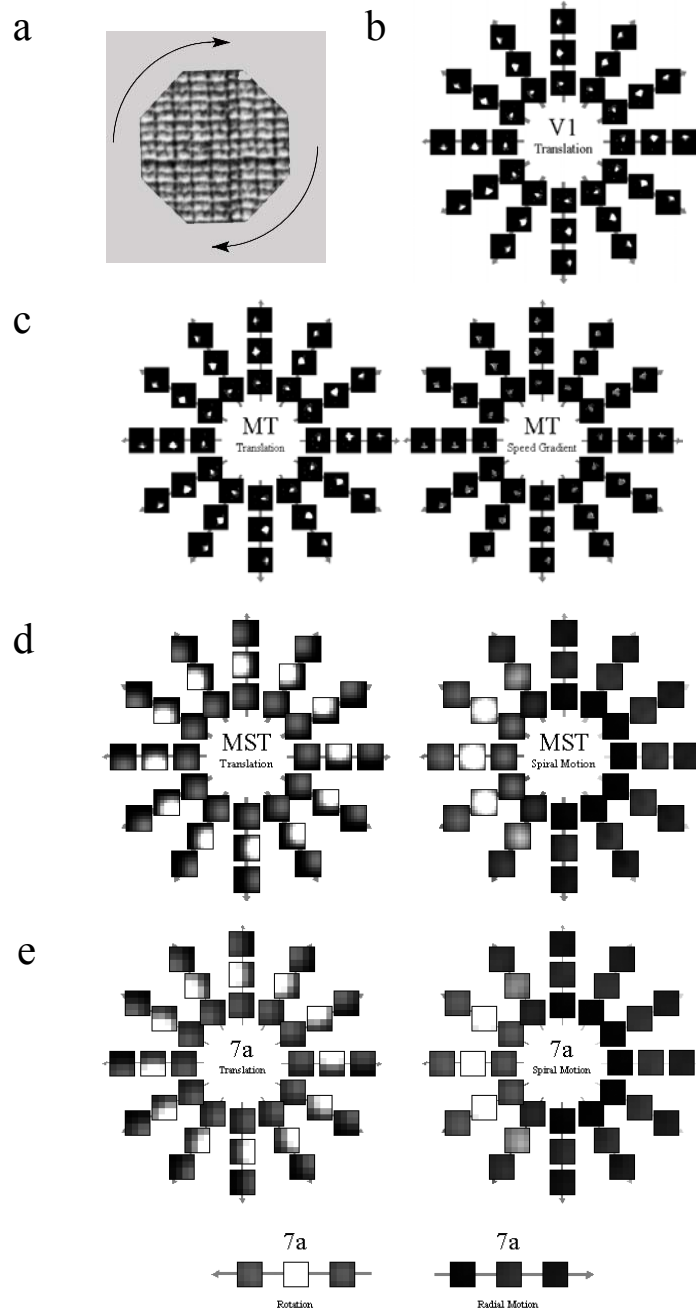 a
b
V1
Translation
c
MT
Translation
MT
Speed Gradient
d
MST
Translation
MST
Spiral Motion
e
7a
Translation
7a
Spiral Motion
7a
Rotation
7a
Radial Motion